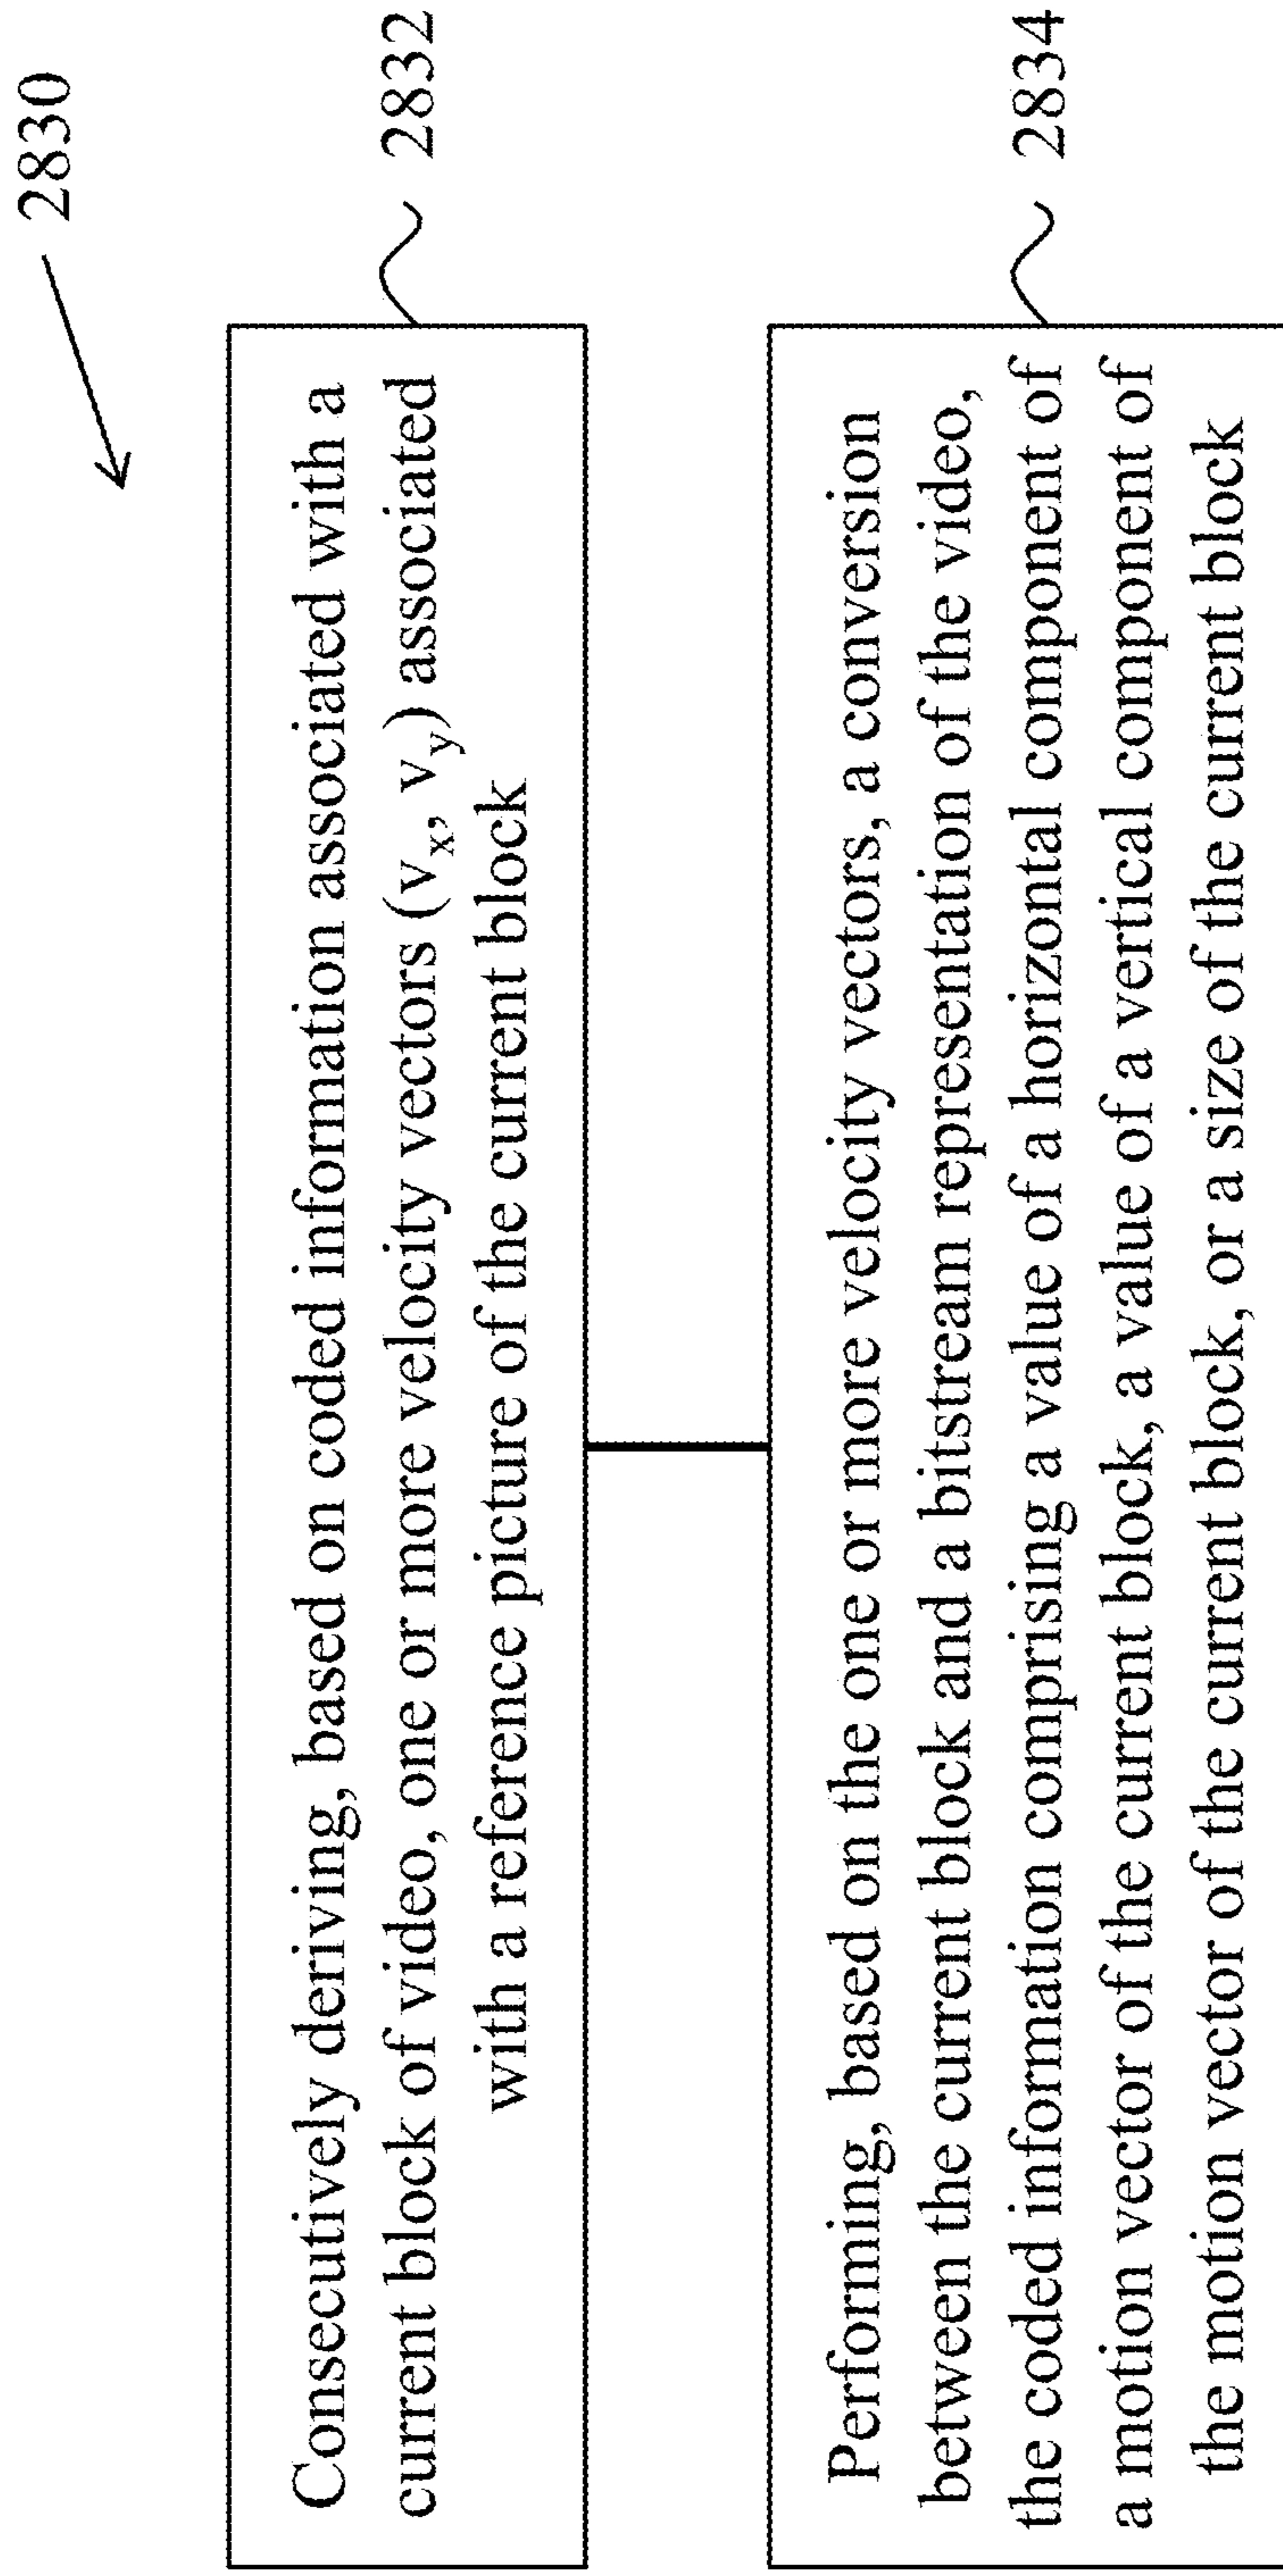 2830
Consecutively deriving, based on coded information associated with a
current block of video, one or more velocity vectors (vx, vy) associated
with a reference picture of the current block
2832
Performing, based on the one or more velocity vectors, a conversion
between the current block and a bitstream representation of the video,
the coded information comprising a value of a horizontal component of
a motion vector of the current block, a value of a vertical component of
the motion vector of the current block, or a size of the current block
2834